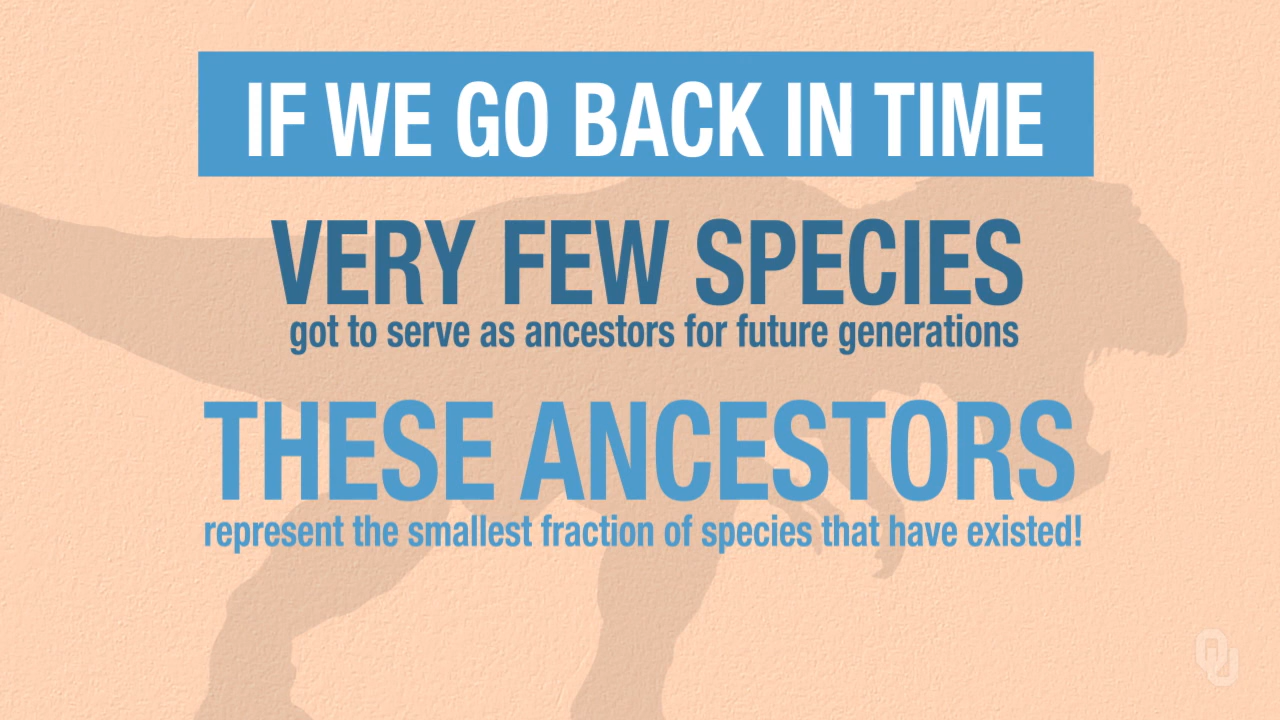 IF WE GO BACK IN TIME
VERY FEW SPECIES
got to serve as ancestors for future generations
THESE ANCESTORS
represent the smallest fraction of species that have existed!
OU